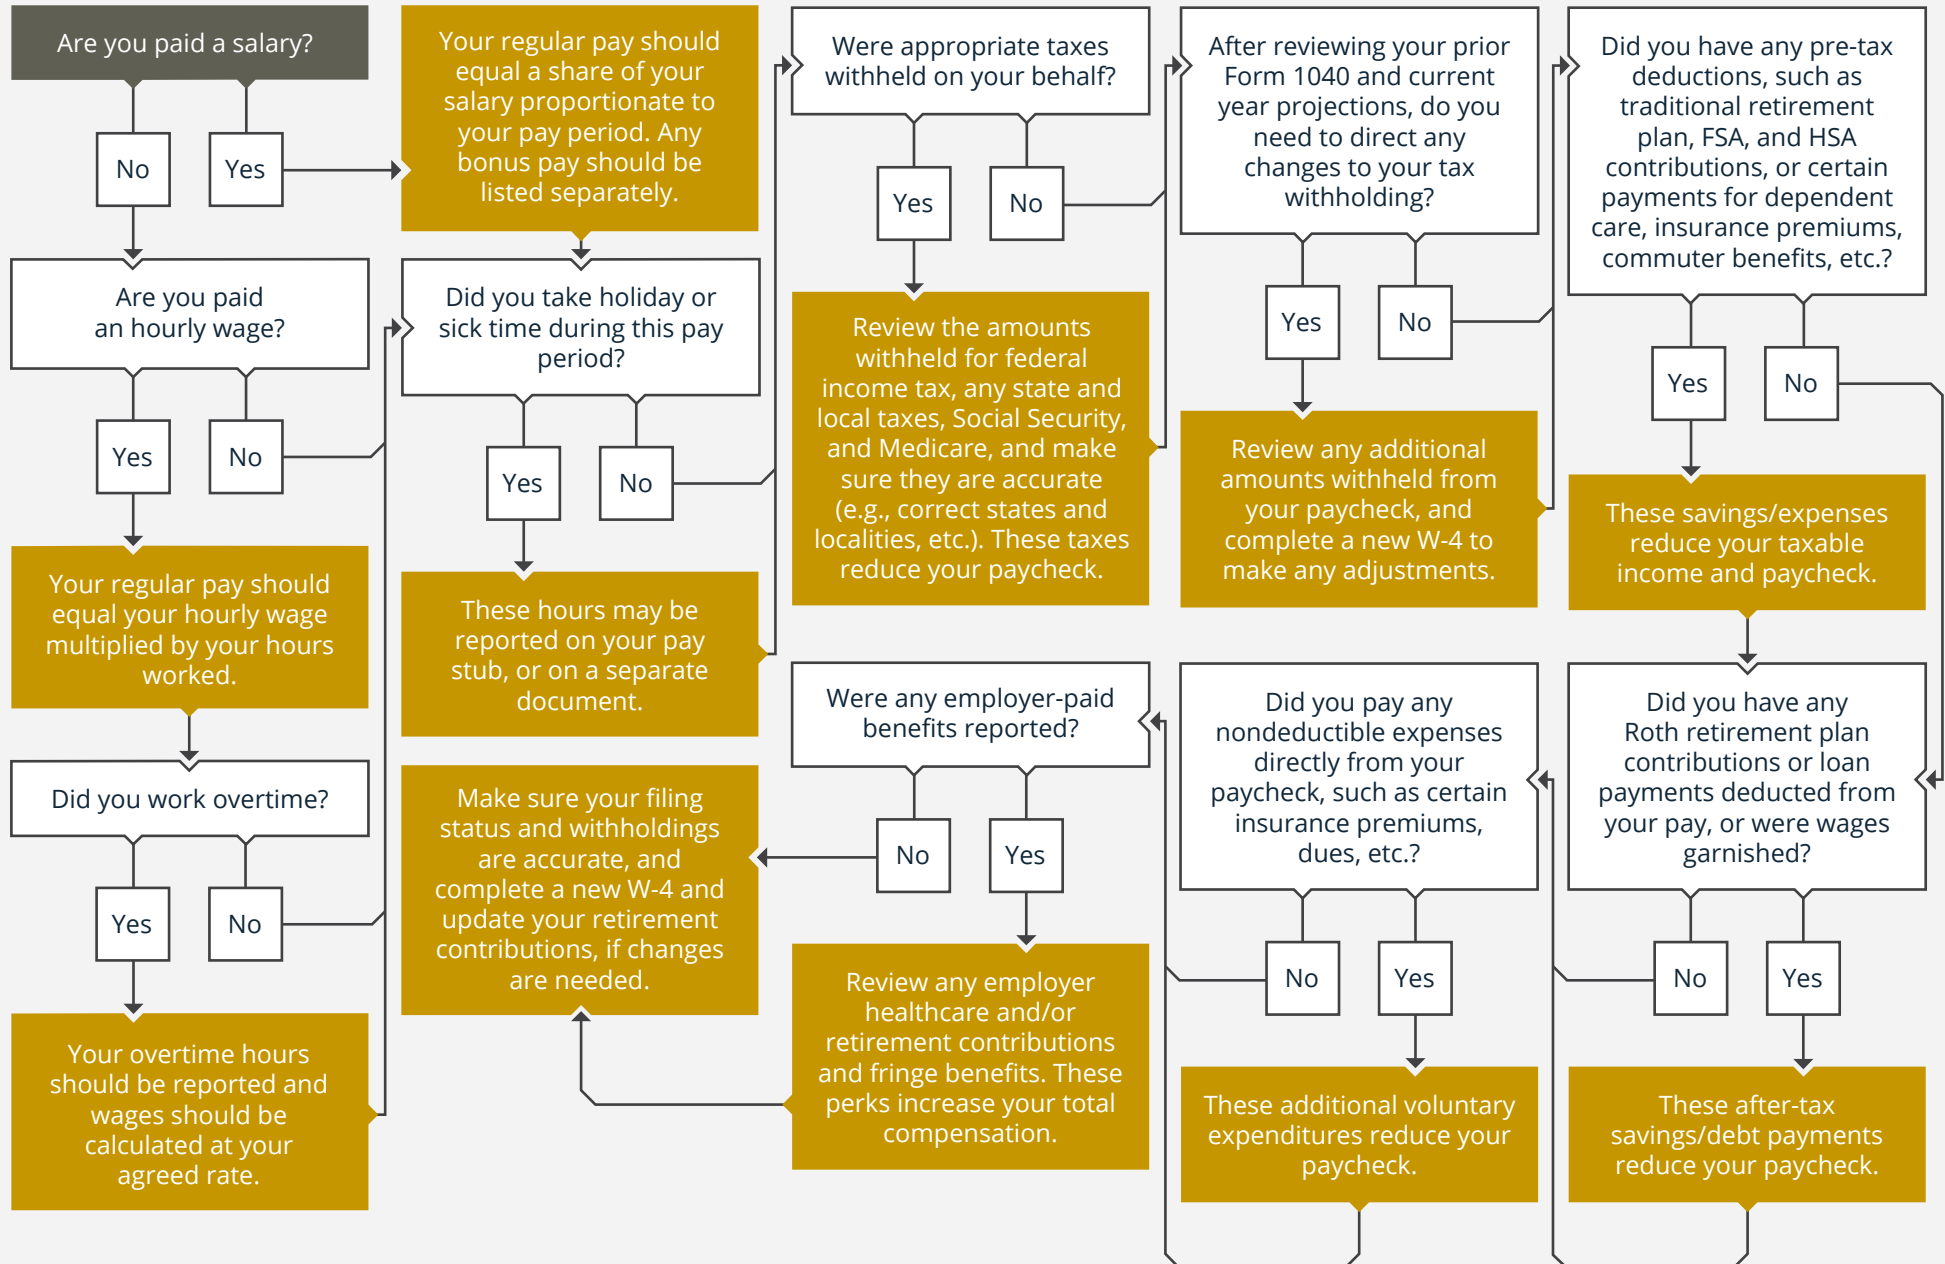 Are you paid a salary?
No
Yes
Your regular pay should
equal a share of your
salary proportionate to
your pay period. Any
bonus pay should be
listed separately.
Are you paid
an hourly wage?
Yes
No
Your regular pay should
equal your hourly wage
multiplied by your hours
worked.
Did you work overtime?
Yes
No
Your overtime hours
should be reported and
wages should be
calculated at your
agreed rate.
Did you take holiday or
sick time during this pay
period?
Yes
No
These hours may be
reported on your pay
stub, or on a separate
document.
Were appropriate taxes
withheld on your behalf?
Yes
No
Review the amounts
withheld for federal
income tax, any state and
local taxes, Social Security,
and Medicare, and make
sure they are accurate
(e.g., correct states and
localities, etc.). These taxes
reduce your paycheck.
After reviewing your prior
Form 1040 and current
year projections, do you
need to direct any
changes to your tax
withholding?
Yes
No
Review any additional
amounts withheld from
your paycheck, and
complete a new W-4 to
make any adjustments.
Did you have any pre-tax
deductions, such as
traditional retirement
plan, FSA, and HSA
contributions, or certain
payments for dependent
care, insurance premiums,
commuter benefits, etc.?
Yes
No
These savings/expenses
reduce your taxable
income and paycheck.
Did you have any
Roth retirement plan
contributions or loan
payments deducted from
your pay, or were wages
garnished?
No
Yes
These after-tax
savings/debt payments
reduce your paycheck.
Did you pay any
nondeductible expenses
directly from your
paycheck, such as certain
insurance premiums,
dues, etc.?
No
Yes
These additional voluntary
expenditures reduce your
paycheck.
Were any employer-paid
benefits reported?
No
Yes
Review any employer
healthcare and/or
retirement contributions
and fringe benefits. These
perks increase your total
compensation.
Make sure your filing
status and withholdings
are accurate, and
complete a new W-4 and
update your retirement
contributions, if changes
are needed.